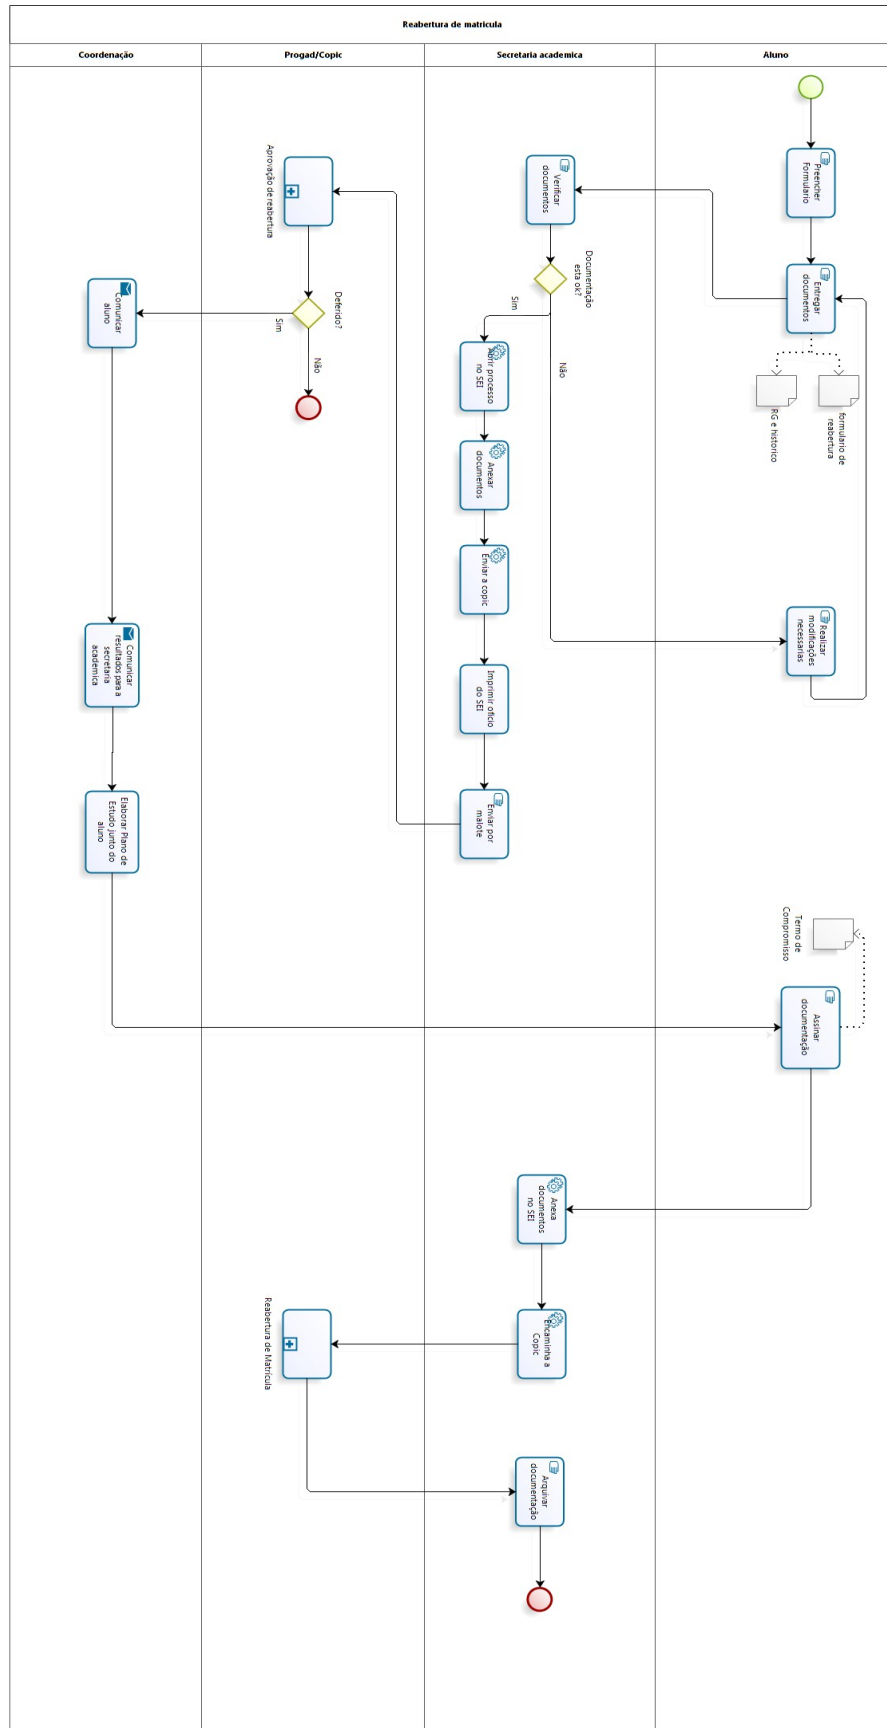 Reabertura de matricula
Coordenação
Progad/Copic
Secretaria academica
Aluno
Preencher
Formulario
Entregar
documentos
formulario de
reabertura
RG e historico
Verificar
documentos
Documentação
esta ok?
Sim
Não
Abrir processo
no SEI
Anexar
documentos
Enviar a copic
Imprimir oficio
do SEI
Enviar por
malote
Realizar
modificações
necessarias
Aprovação de reabertura
Deferido?
Sim
Não
Comunicar
aluno
Comunicar
resultados para a
secretaria
academica
Elaborar Plano de
Estudo junto do
aluno
Termo de
Compromisso
Assinar
documentação
Anexa
documentos
no SEI
Encaminha a
Copic
Reabertura de Matricula
Arquivar
documentação